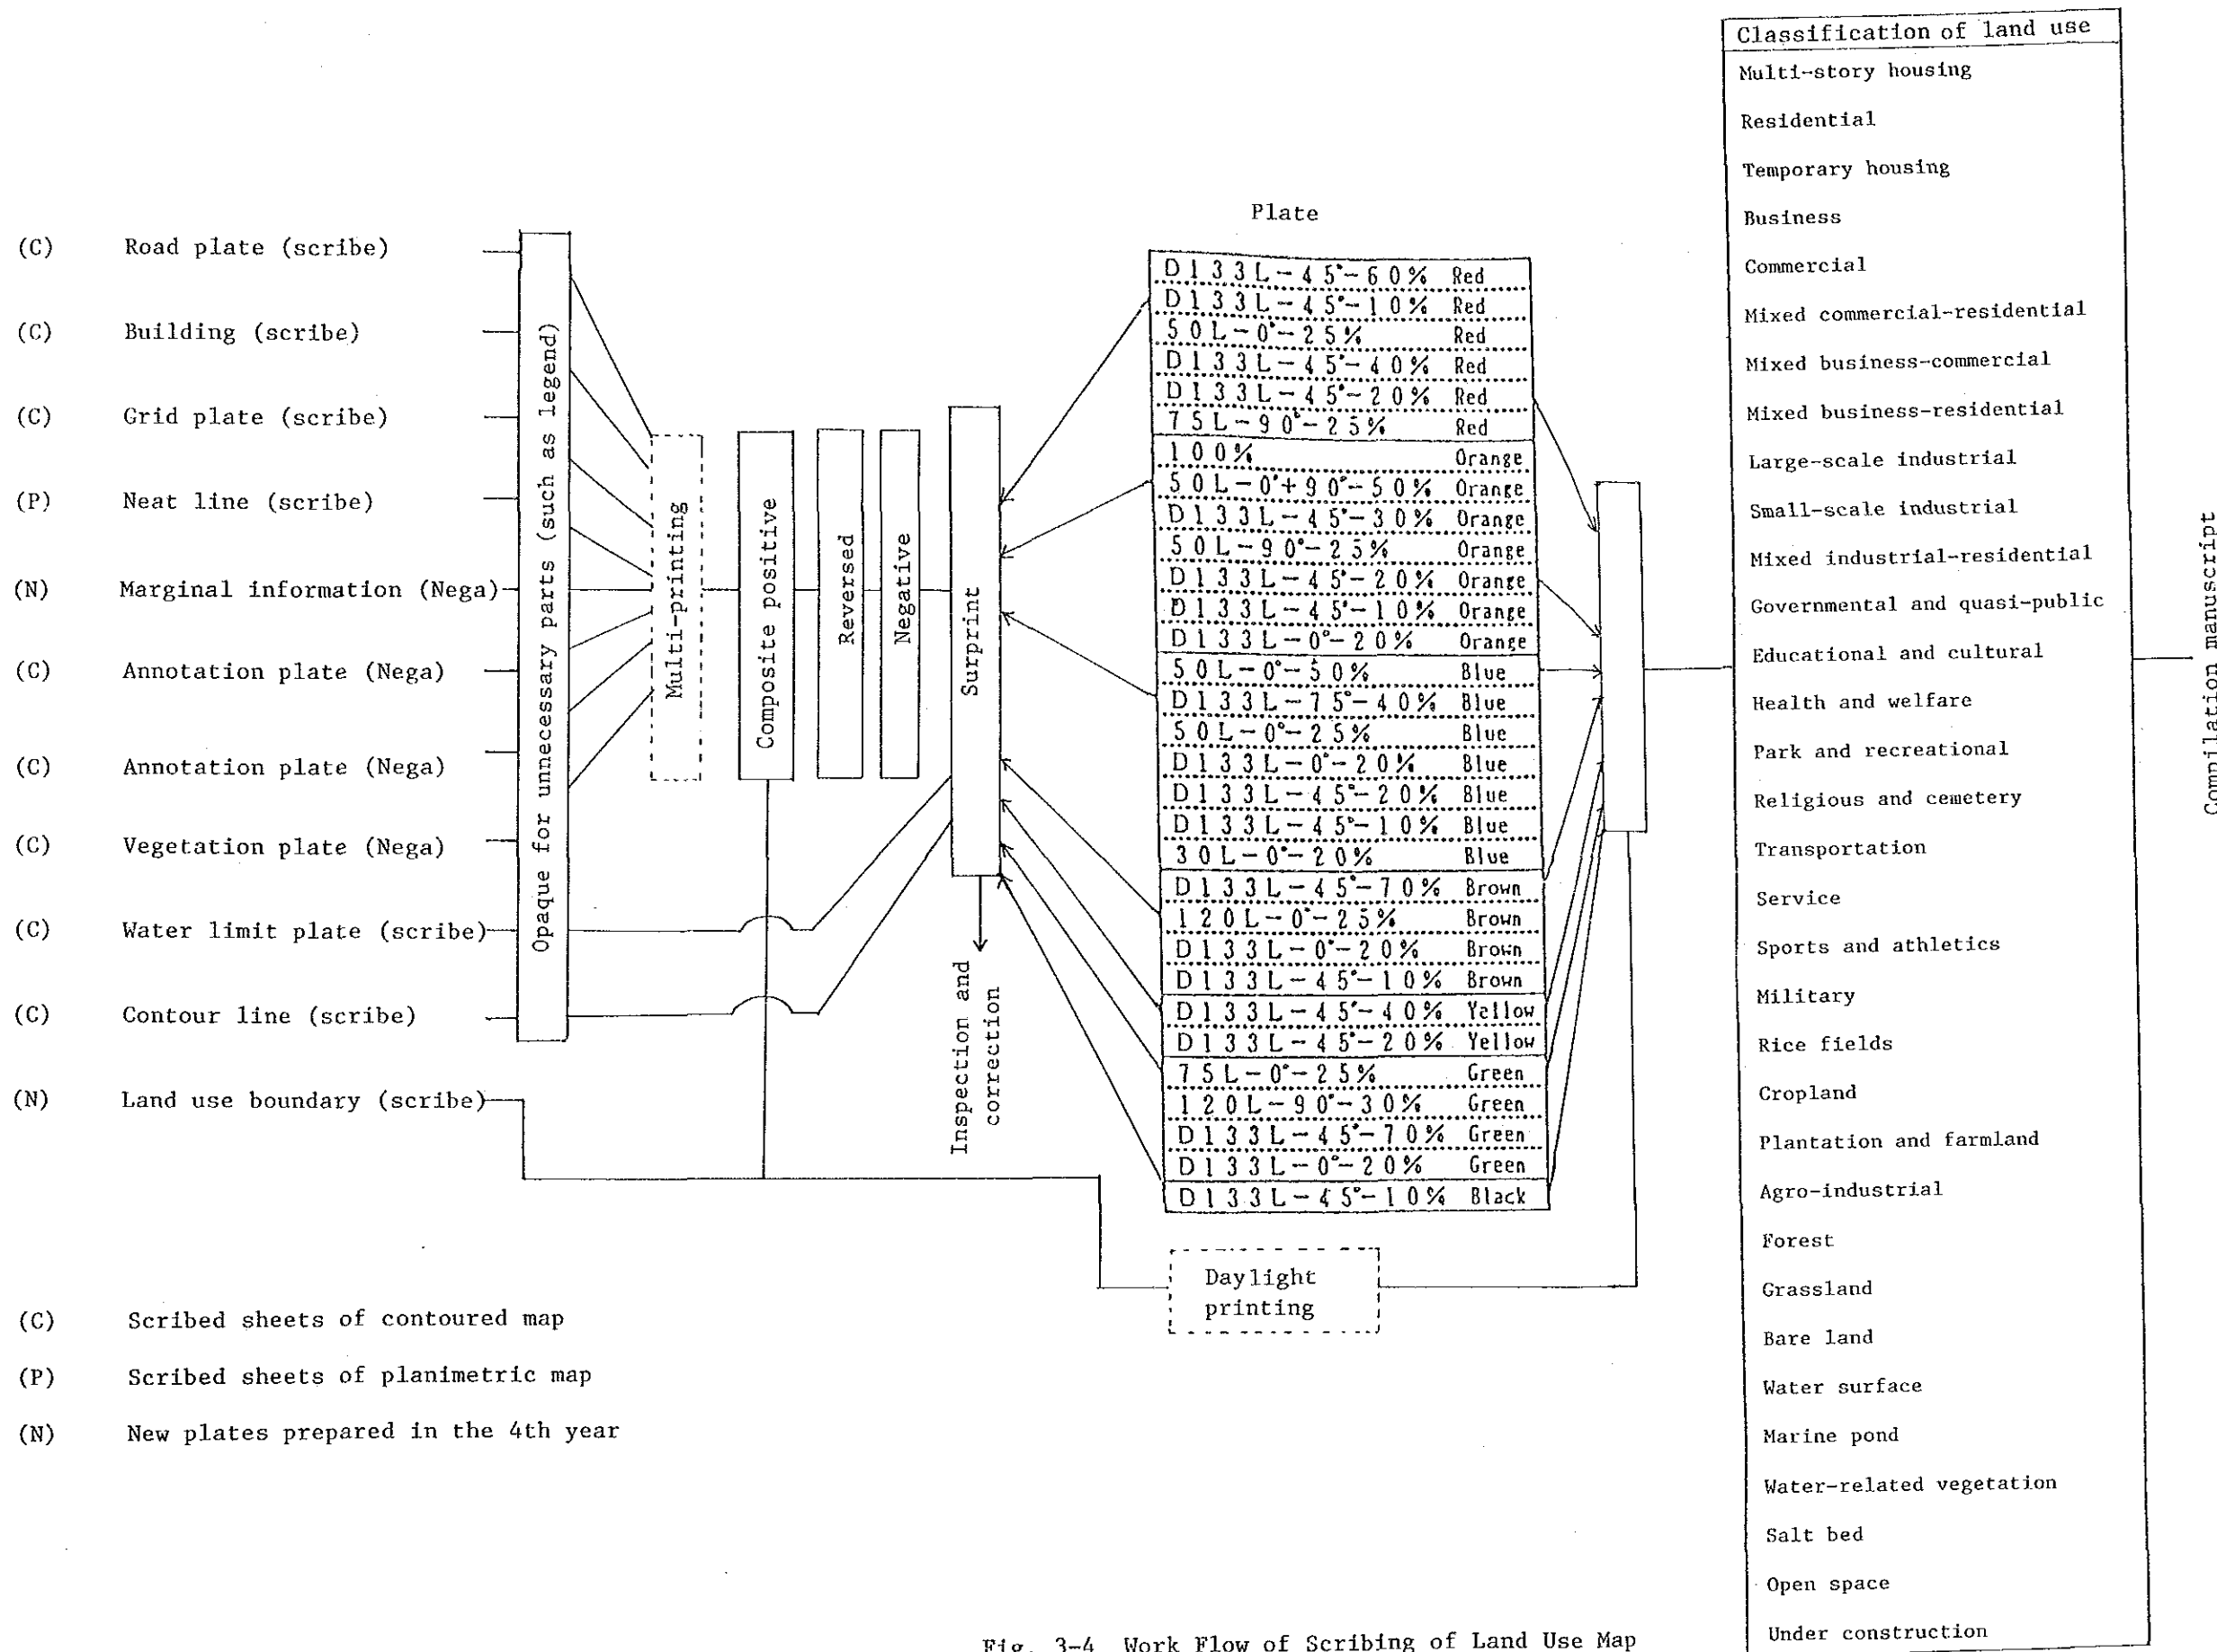 (C) Road plate (scribe)
(C) Building (scribe)
(C) Grid plate (scribe)
(P) Neat line (scribe)
(N) Marginal information (Nega)
(C) Annotation plate (Nega)
(C) Annotation plate (Nega)
(C) Vegetation plate (Nega)
(C) Water limit plate (scribe)
(C) Contour line (scribe)
(N) Land use boundary (scribe)
Opaque for unnecessary parts (such as legend)
Multi-printing
Composite positive
Reversed
Negative
Surprint
Inspection and
correction
Plate
D133L-45°-60% Red
D133L-45°-10% Red
50L-0°-25% Red
D133L-45°-40% Red
D133L-45°-20% Red
75L-90°-25% Red
100% Orange
50L-0°+90°-50% Orange
D133L-45°-30% Orange
50L-90°-25% Orange
D133L-45°-20% Orange
D133L-45°-10% Orange
D133L-0°-20% Orange
50L-0°-50% Blue
D133L-75°-40% Blue
50L-0°-25% Blue
D133L-0°-20% Blue
D133L-45°-20% Blue
D133L-45°-10% Blue
30L-0°-20% Blue
D133L-45°-70% Brown
120L-0°-25% Brown
D133L-0°-20% Brown
D133L-45°-10% Brown
D133L-45°-40% Yellow
D133L-45°-20% Yellow
75L-0°-25% Green
120L-90°-30% Green
D133L-45°-70% Green
D133L-0°-20% Green
D133L-45°-10% Black
Daylight
printing
Classification of land use
Multi-story housing
Residential
Temporary housing
Business
Commercial
Mixed commercial-residential
Mixed business-commercial
Mixed business-residential
Large-scale industrial
Small-scale industrial
Mixed industrial-residential
Governmental and quasi-public
Educational and cultural
Health and welfare
Park and recreational
Religious and cemetery
Transportation
Service
Sports and athletics
Military
Rice fields
Cropland
Plantation and farmland
Agro-industrial
Forest
Grassland
Bare land
Water surface
Marine pond
Water-related vegetation
Salt bed
Open space
Under construction
Compilation manuscript
(C) Scribed sheets of contoured map
(P) Scribed sheets of planimetric map
(N) New plates prepared in the 4th year
Fig. 3-4 Work Flow of Scribing of Land Use Map